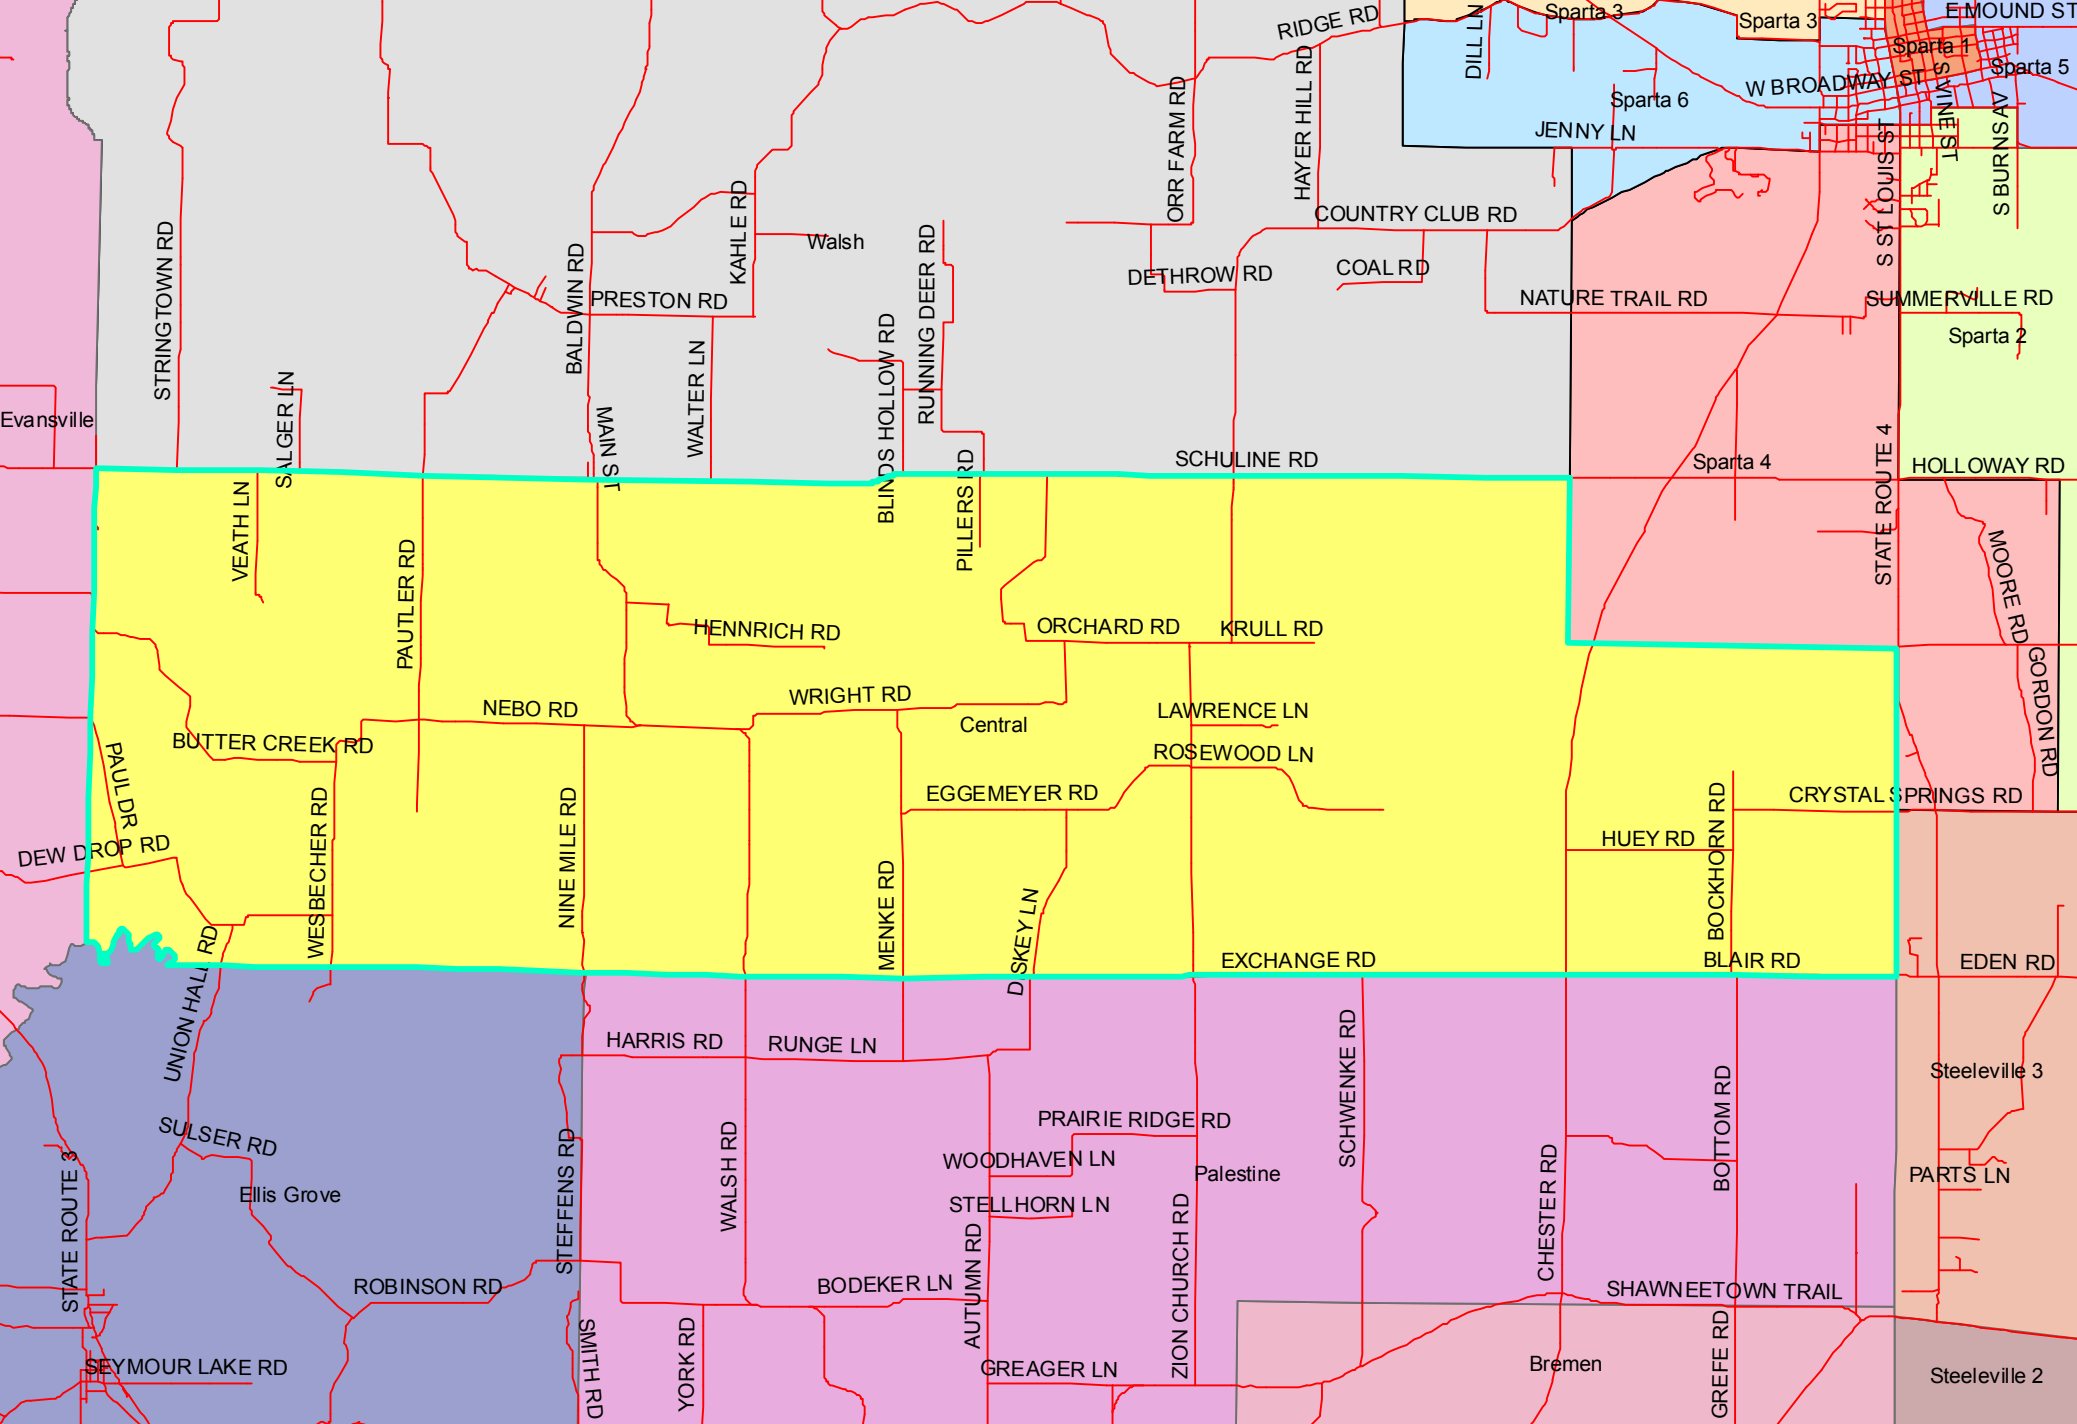 Sparta 3
Sparta 3
E MOUND ST
RIDGE RD
DILL LN
Sparta 1
Sparta 5
W BROADWAY ST
Sparta 6
JENNY LN
S VINE ST
S BURNS AV
S ST LOUIS ST
HAYER HILL RD
ORR FARM RD
COUNTRY CLUB RD
KAHLE RD
Walsh
STRINGTOWN RD
BALDWIN RD
RUNNING DEER RD
DETHROW RD
COAL RD
PRESTON RD
NATURE TRAIL RD
SUMMERVILLE RD
Sparta 2
BLINDS HOLLOW RD
WALTER LN
SALGER LN
Evansville
MAIN ST
SCHULINE RD
Sparta 4
STATE ROUTE 4
HOLLOWAY RD
PILLERS RD
VEATH LN
PAUTLER RD
MOORE RD
HENNRICH RD
ORCHARD RD
KRULL RD
GORDON RD
WRIGHT RD
NEBO RD
Central
LAWRENCE LN
BUTTER CREEK RD
ROSEWOOD LN
PAUL DR
EGGEMEYER RD
CRYSTAL SPRINGS RD
WESBECHER RD
NINE MILE RD
BOCKHORN RD
HUEY RD
DEW DROP RD
MENKE RD
DASKEY LN
EXCHANGE RD
BLAIR RD
EDEN RD
UNION HALL RD
HARRIS RD
RUNGE LN
SCHWENKE RD
Steeleville 3
BOTTOM RD
PRAIRIE RIDGE RD
SULSER RD
WOODHAVEN LN
Palestine
PARTS LN
STATE ROUTE 3
Ellis Grove
STEFFENS RD
WALSH RD
STELLHORN LN
CHESTER RD
ZION CHURCH RD
AUTUMN RD
ROBINSON RD
BODEKER LN
SHAWNEETOWN TRAIL
SMITH RD
YORK RD
GREFE RD
SEYMOUR LAKE RD
GREAGER LN
Bremen
Steeleville 2